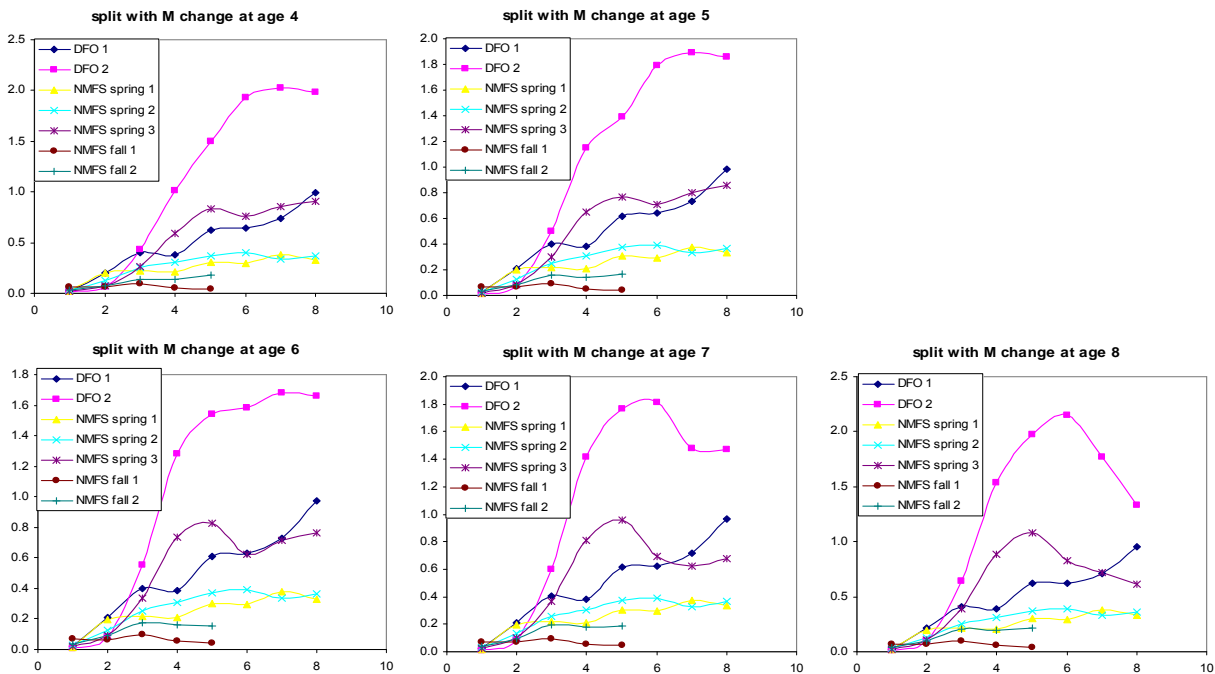 split with M change at age 4
2.5
2.0
1.5
1.0
0.5
0.0
0 2 4 6 8 10
DFO 1
DFO 2
NMFS spring 1
NMFS spring 2
NMFS spring 3
NMFS fall 1
NMFS fall 2
split with M change at age 5
2.0
1.8
1.6
1.4
1.2
1.0
0.8
0.6
0.4
0.2
0.0
0 2 4 6 8 10
DFO 1
DFO 2
NMFS spring 1
NMFS spring 2
NMFS spring 3
NMFS fall 1
NMFS fall 2
split with M change at age 6
1.8
1.6
1.4
1.2
1.0
0.8
0.6
0.4
0.2
0.0
0 2 4 6 8 10
DFO 1
DFO 2
NMFS spring 1
NMFS spring 2
NMFS spring 3
NMFS fall 1
NMFS fall 2
split with M change at age 7
2.0
1.8
1.6
1.4
1.2
1.0
0.8
0.6
0.4
0.2
0.0
0 2 4 6 8 10
DFO 1
DFO 2
NMFS spring 1
NMFS spring 2
NMFS spring 3
NMFS fall 1
NMFS fall 2
split with M change at age 8
2.5
2.0
1.5
1.0
0.5
0.0
0 2 4 6 8 10
DFO 1
DFO 2
NMFS spring 1
NMFS spring 2
NMFS spring 3
NMFS fall 1
NMFS fall 2